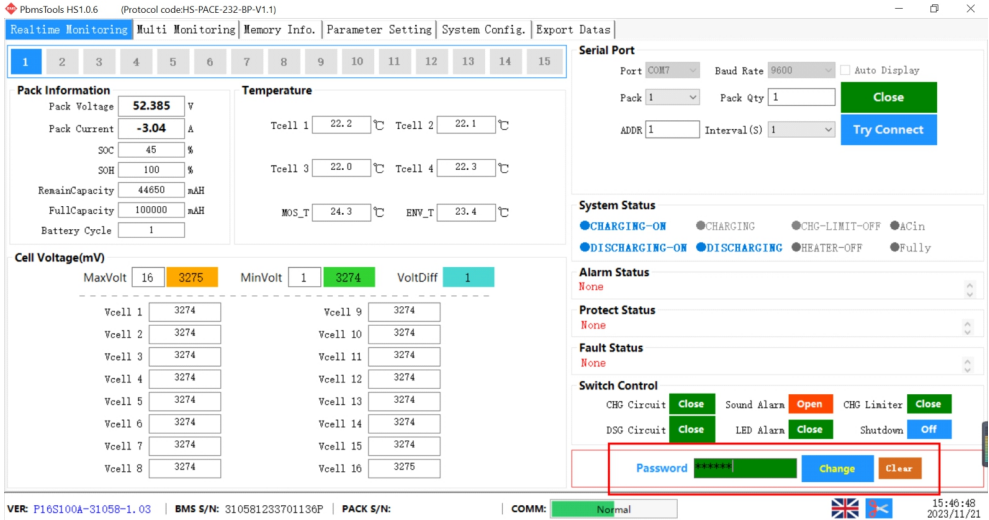 PbmsTools HS1.0.6 (Protocol code:HS-PACE-232-BP-V1.1)
Realtime Monitoring Multi Monitoring Memory Info. Parameter Setting System Config. Export Datas
1 2 3 4 5 6 7 8 9 10 11 12 13 14 15
Pack Information
Pack Voltage 52.385 V
Pack Current -3.04 A
SOC 45 %
SOH 100 %
RemainCapacity 44650 mAH
FullCapacity 100000 mAH
Battery Cycle 1
Temperature
Tcell 1 22.2 ℃ Tcell 2 22.1 ℃
Tcell 3 22.0 ℃ Tcell 4 22.3 ℃
MOS_T 24.3 ℃ ENV_T 23.4 ℃
Cell Voltage(mV)
MaxVolt 16 3275 MinVolt 1 3274 VoltDiff 1
Vcell 1 3274 Vcell 9 3274
Vcell 2 3274 Vcell 10 3274
Vcell 3 3274 Vcell 11 3274
Vcell 4 3274 Vcell 12 3274
Vcell 5 3274 Vcell 13 3274
Vcell 6 3274 Vcell 14 3274
Vcell 7 3274 Vcell 15 3274
Vcell 8 3274 Vcell 16 3275
Serial Port
Port COM7 Baud Rate 9600 Auto Display
Pack 1 Pack Qty 1 Close
ADDR 1 Interval(S) 1 Try Connect
System Status
CHARGING-ON CHARGING CHG-LIMIT-OFF ACin
DISCHARGING-ON DISCHARGING HEATER-OFF Fully
Alarm Status
None
Protect Status
None
Fault Status
None
Switch Control
CHG Circuit Close Sound Alarm Open CHG Limiter Close
DSG Circuit Close LED Alarm Close Shutdown Off
Password ****** Change Clear
VER: P16S100A-31058-1.03 BMS S/N: 310581233701136P PACK S/N: COMM: Normal
15:46:48
2023/11/21